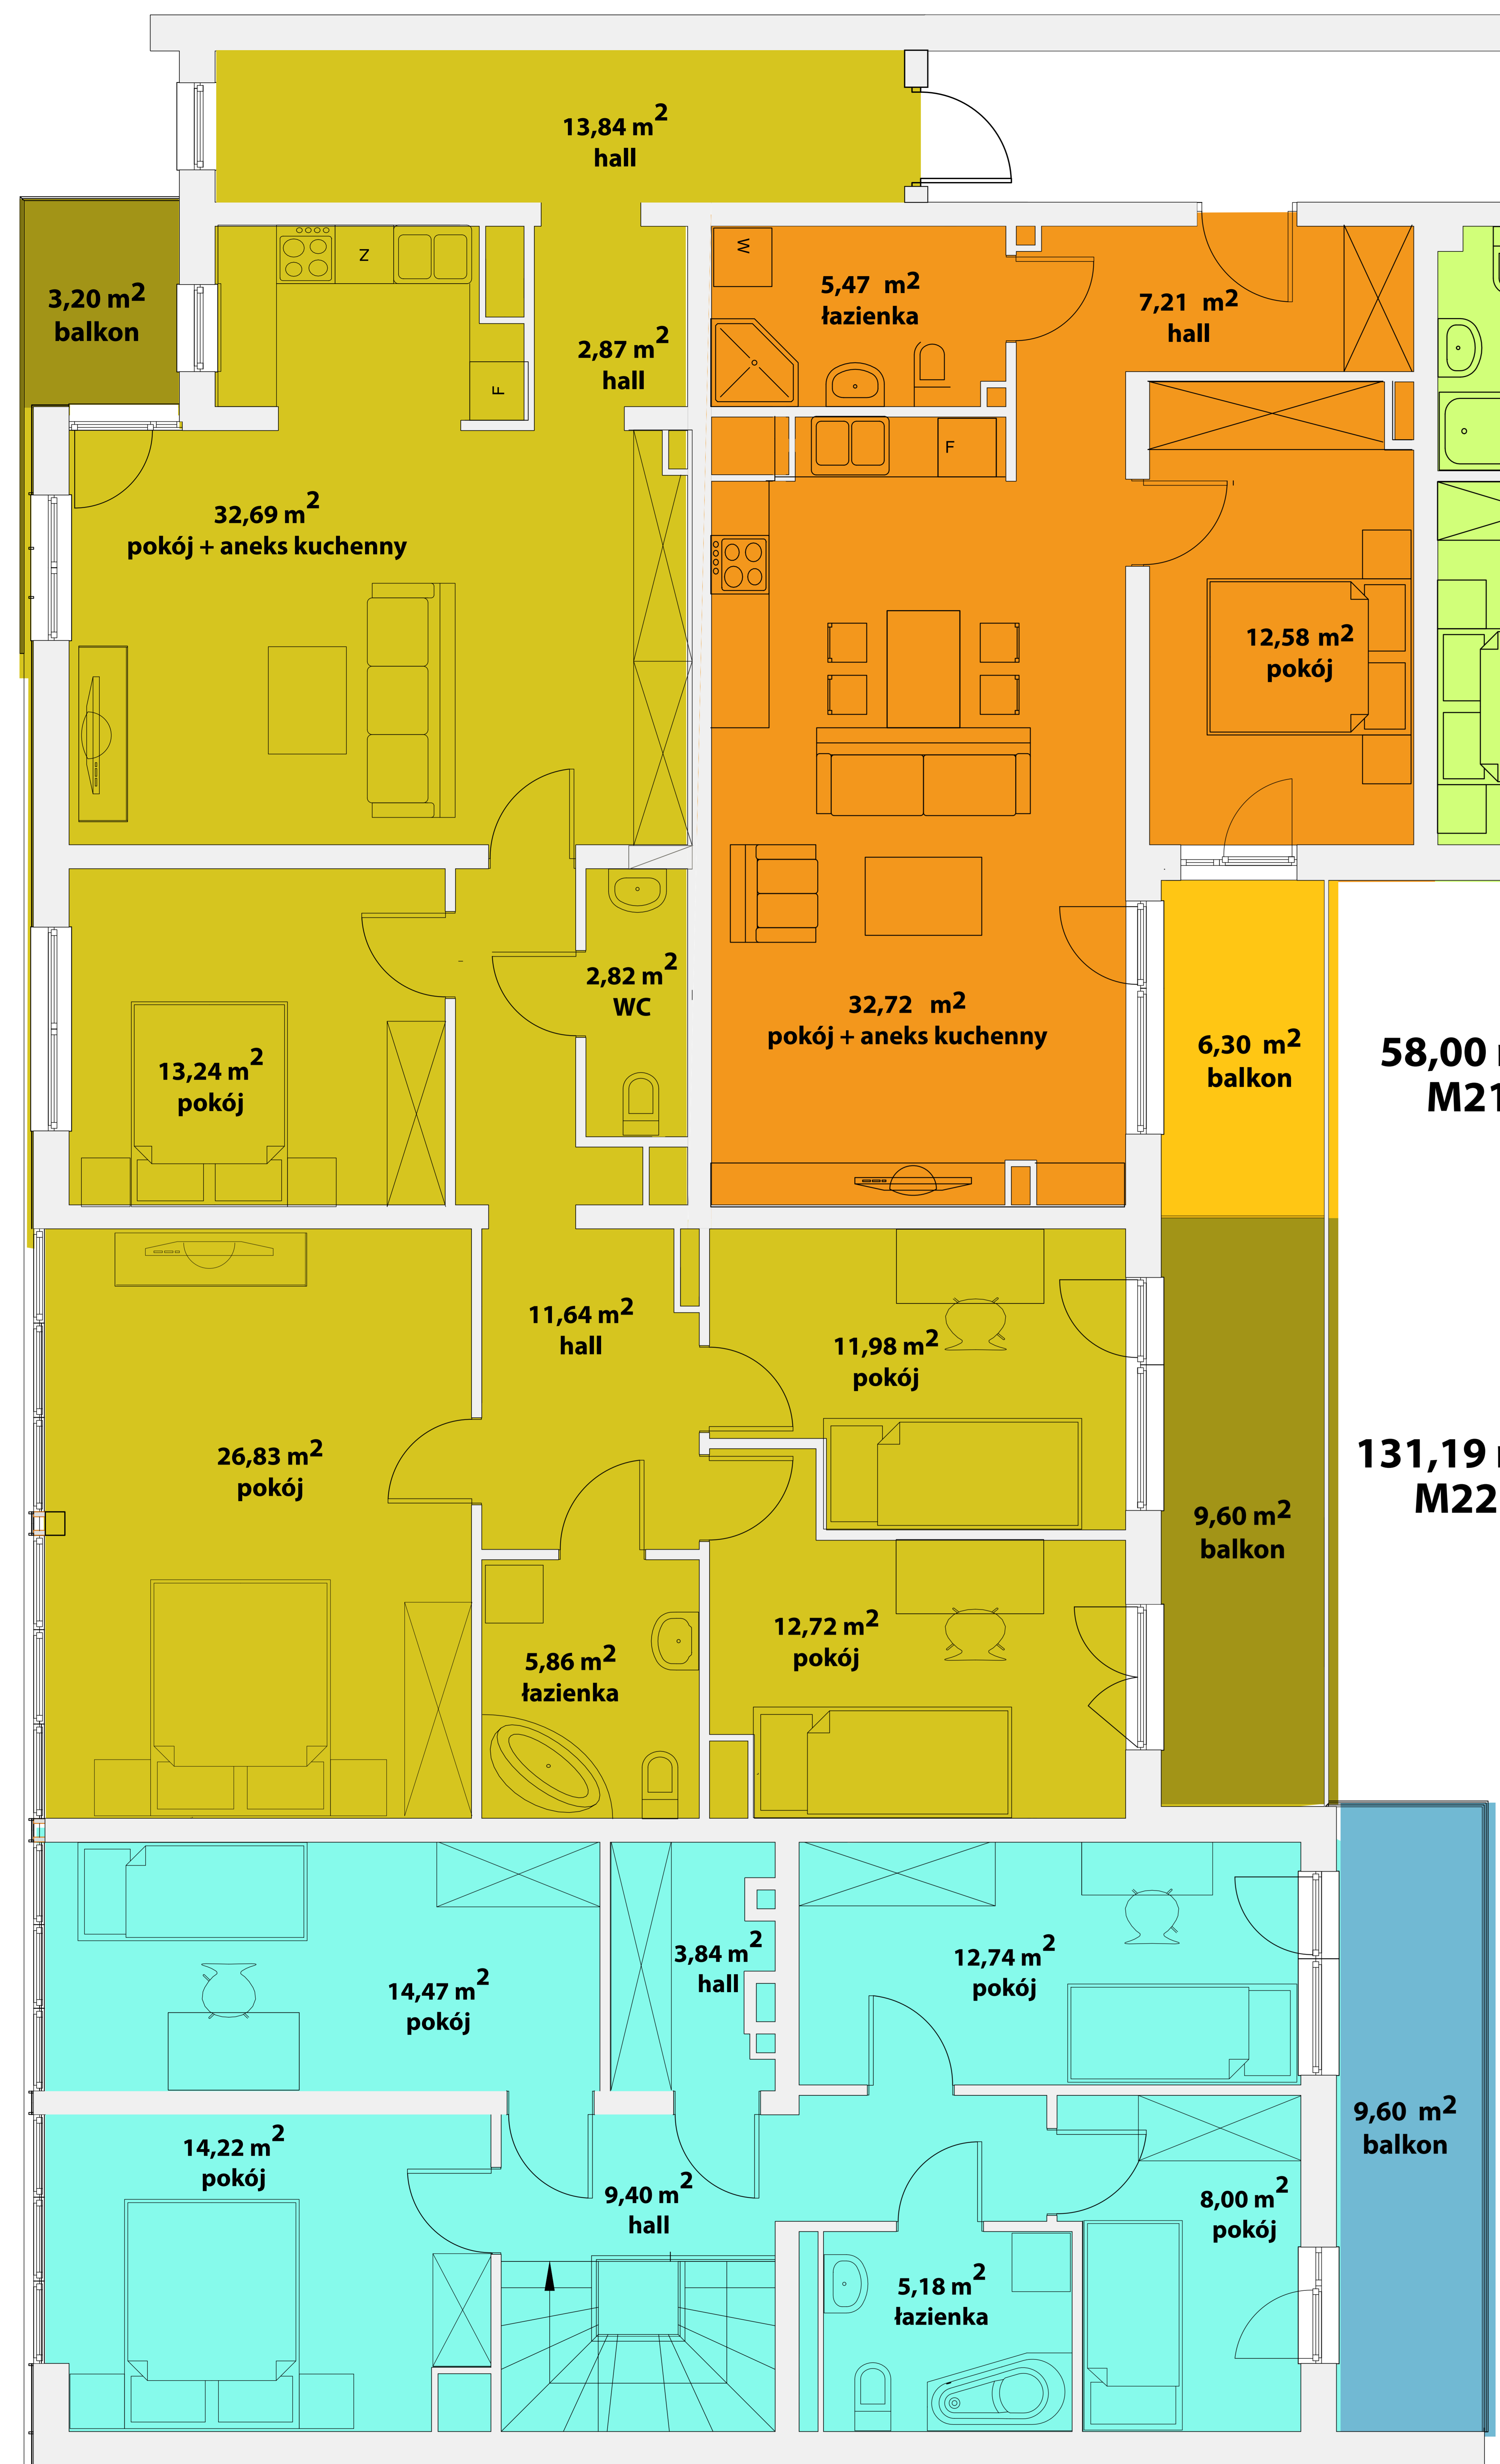 13,84 m²
hall
3,20 m²
balkon
Z
F
2,87 m²
hall
W
5,47 m²
łazienka
7,21 m²
hall
F
32,69 m²
pokój + aneks kuchenny
12,58 m²
pokój
2,82 m²
WC
13,24 m²
pokój
32,72 m²
pokój + aneks kuchenny
6,30 m²
balkon
58,00
M21
11,64 m²
hall
11,98 m²
pokój
26,83 m²
pokój
131,19
M22
9,60 m²
balkon
5,86 m²
łazienka
12,72 m²
pokój
14,47 m²
pokój
3,84 m²
hall
12,74 m²
pokój
14,22 m²
pokój
9,40 m²
hall
8,00 m²
pokój
9,60 m²
balkon
5,18 m²
łazienka